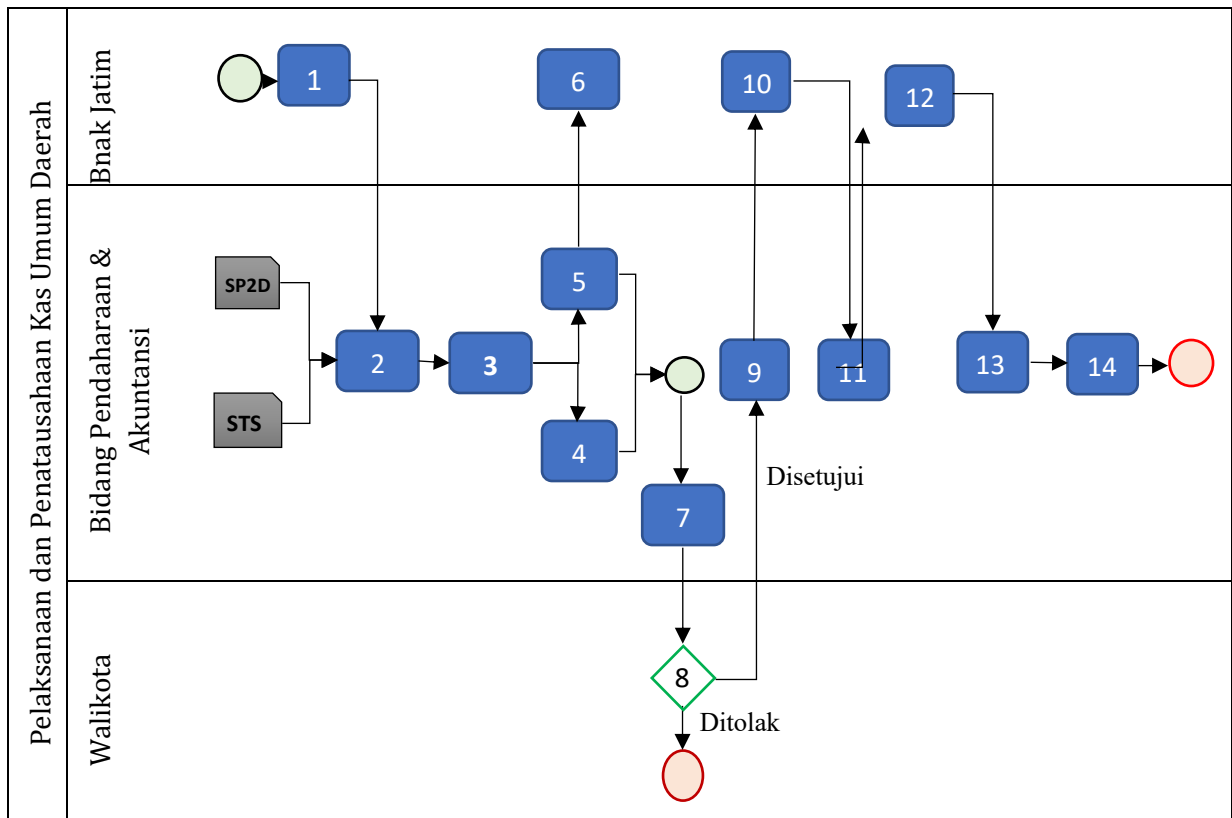 Pelaksanaan dan Penatausahaan Kas Umum Daerah
Bnak Jatim
1
6
10
12
Bidang Pendaharaan &
Akuntansi
SP2D
STS
2
3
5
4
9
11
13
14
7
Disetujui
Walikota
8
Ditolak